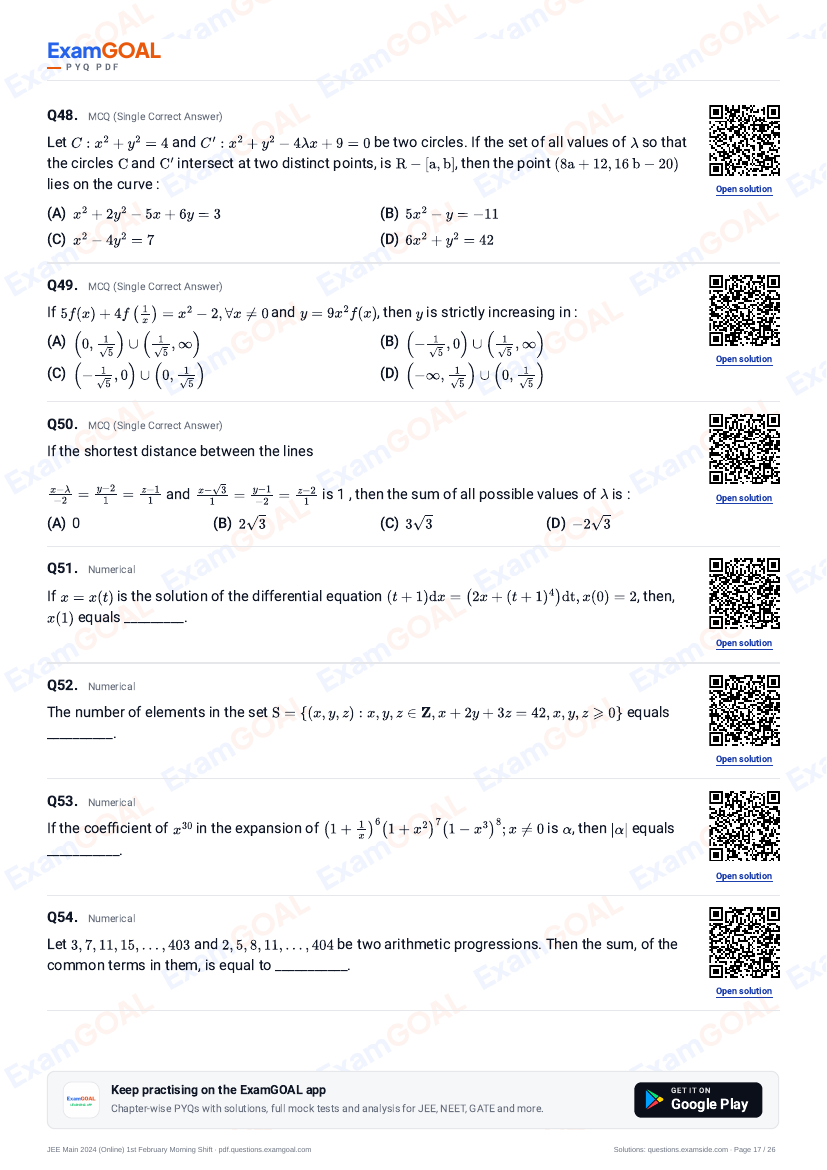 ExamGOAL
PYQ PDF
Q48. MCQ (Single Correct Answer)
Let C : x² + y² = 4 and C′ : x² + y² − 4λx + 9 = 0 be two circles. If the set of all values of λ so that
the circles C and C′ intersect at two distinct points, is R − [a, b], then the point (8a + 12, 16 b − 20)
lies on the curve :
Open solution
(A) x² + 2y² − 5x + 6y = 3 (B) 5x² − y = −11
(C) x² − 4y² = 7 (D) 6x² + y² = 42
Q49. MCQ (Single Correct Answer)
If 5f(x) + 4f(1/x) = x² − 2, ∀x ≠ 0 and y = 9x²f(x), then y is strictly increasing in :
(A) (0, 1/√5) ∪ (1/√5, ∞) (B) (−1/√5, 0) ∪ (1/√5, ∞)
Open solution
(C) (−1/√5, 0) ∪ (0, 1/√5) (D) (−∞, 1/√5) ∪ (0, 1/√5)
Q50. MCQ (Single Correct Answer)
If the shortest distance between the lines
(x−λ)/−2 = (y−2)/1 = (z−1)/1 and (x−√3)/1 = (y−1)/−2 = (z−2)/1 is 1 , then the sum of all possible values of λ is :
Open solution
(A) 0 (B) 2√3 (C) 3√3 (D) −2√3
Q51. Numerical
If x = x(t) is the solution of the differential equation (t + 1)dx = (2x + (t + 1)⁴)dt, x(0) = 2, then,
x(1) equals _________.
Open solution
Q52. Numerical
The number of elements in the set S = {(x, y, z) : x, y, z ∈ Z, x + 2y + 3z = 42, x, y, z ⩾ 0} equals
__________.
Open solution
Q53. Numerical
If the coefficient of x³⁰ in the expansion of (1 + 1/x)⁶ (1 + x²)⁷ (1 − x³)⁸; x ≠ 0 is α, then |α| equals
___________.
Open solution
Q54. Numerical
Let 3, 7, 11, 15, . . . , 403 and 2, 5, 8, 11, . . . , 404 be two arithmetic progressions. Then the sum, of the
common terms in them, is equal to ___________.
Open solution
Keep practising on the ExamGOAL app
Chapter-wise PYQs with solutions, full mock tests and analysis for JEE, NEET, GATE and more.
ExamGOAL
GET IT ON
Google Play
JEE Main 2024 (Online) 1st February Morning Shift · pdf.questions.examgoal.com
Solutions: questions.examside.com · Page 17 / 26